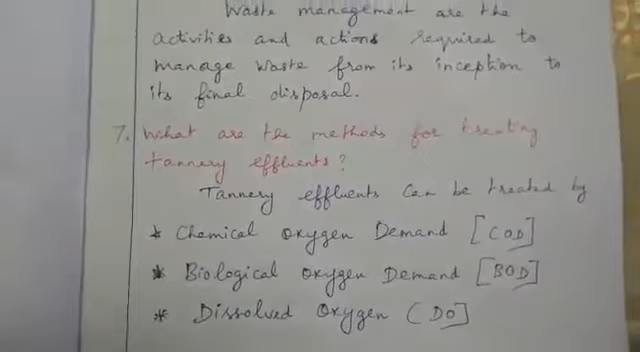 Waste management are the
activities and actions required to
manage waste from its inception to
its final disposal.
7. What are the methods for treating
tannery effluents?
Tannery effluents can be treated by
* Chemical oxygen Demand [COD]
* Biological oxygen Demand [BOD]
* Dissolved oxygen (DO]